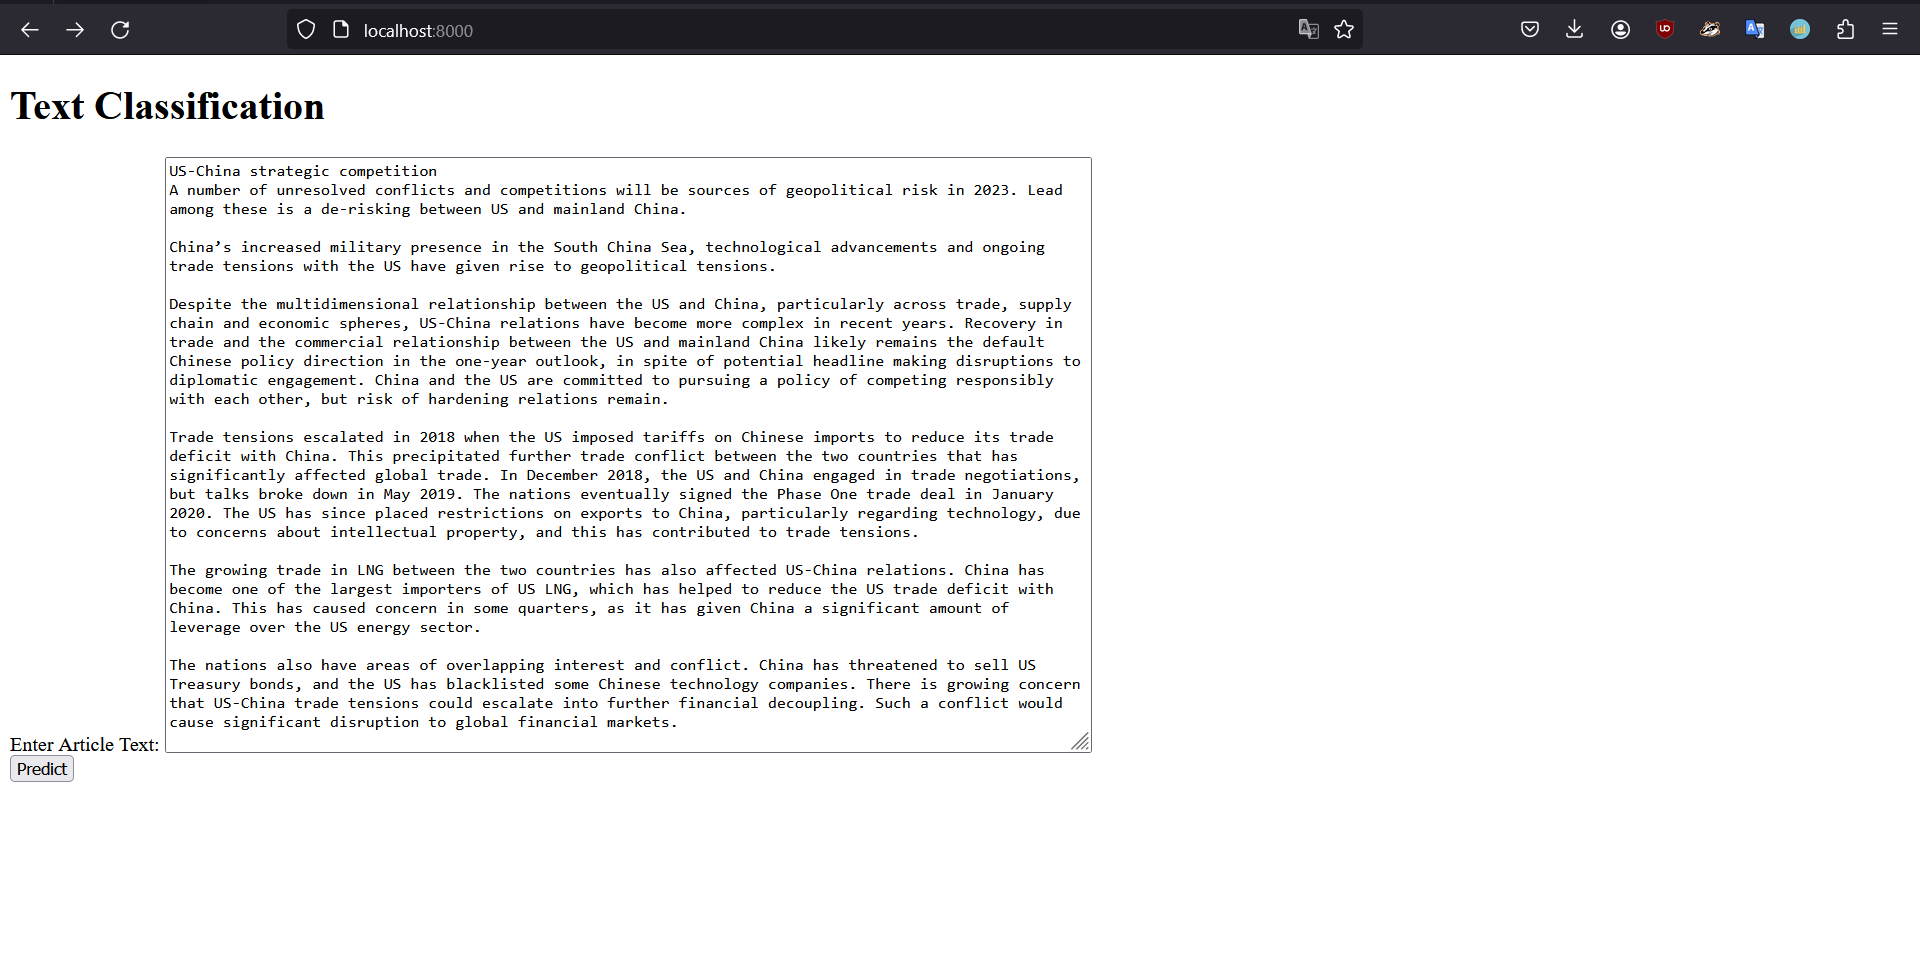 localhost:8000
Text Classification
US-China strategic competition
A number of unresolved conflicts and competitions will be sources of geopolitical risk in 2023. Lead
among these is a de-risking between US and mainland China.
China’s increased military presence in the South China Sea, technological advancements and ongoing
trade tensions with the US have given rise to geopolitical tensions.
Despite the multidimensional relationship between the US and China, particularly across trade, supply
chain and economic spheres, US-China relations have become more complex in recent years. Recovery in
trade and the commercial relationship between the US and mainland China likely remains the default
Chinese policy direction in the one-year outlook, in spite of potential headline making disruptions to
diplomatic engagement. China and the US are committed to pursuing a policy of competing responsibly
with each other, but risk of hardening relations remain.
Trade tensions escalated in 2018 when the US imposed tariffs on Chinese imports to reduce its trade
deficit with China. This precipitated further trade conflict between the two countries that has
significantly affected global trade. In December 2018, the US and China engaged in trade negotiations,
but talks broke down in May 2019. The nations eventually signed the Phase One trade deal in January
2020. The US has since placed restrictions on exports to China, particularly regarding technology, due
to concerns about intellectual property, and this has contributed to trade tensions.
The growing trade in LNG between the two countries has also affected US-China relations. China has
become one of the largest importers of US LNG, which has helped to reduce the US trade deficit with
China. This has caused concern in some quarters, as it has given China a significant amount of
leverage over the US energy sector.
The nations also have areas of overlapping interest and conflict. China has threatened to sell US
Treasury bonds, and the US has blacklisted some Chinese technology companies. There is growing concern
that US-China trade tensions could escalate into further financial decoupling. Such a conflict would
cause significant disruption to global financial markets.
Enter Article Text:
Predict